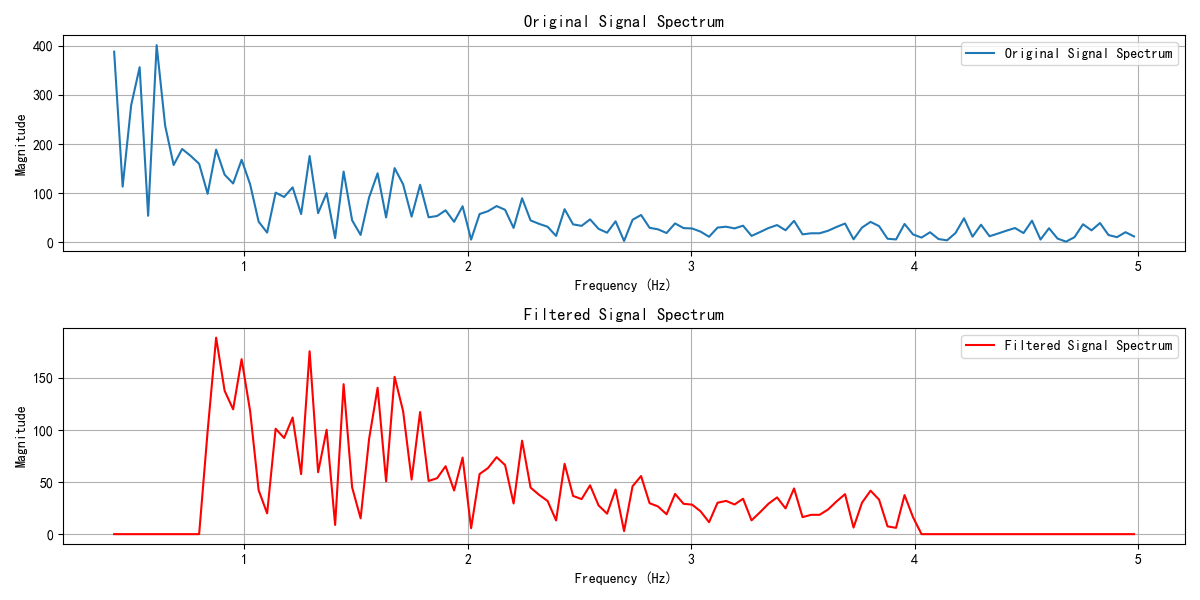 Original Signal Spectrum
Original Signal Spectrum
400
300
200
100
0
Magnitude
1 2 3 4 5
Frequency (Hz)
Filtered Signal Spectrum
Filtered Signal Spectrum
150
100
50
0
Magnitude
1 2 3 4 5
Frequency (Hz)